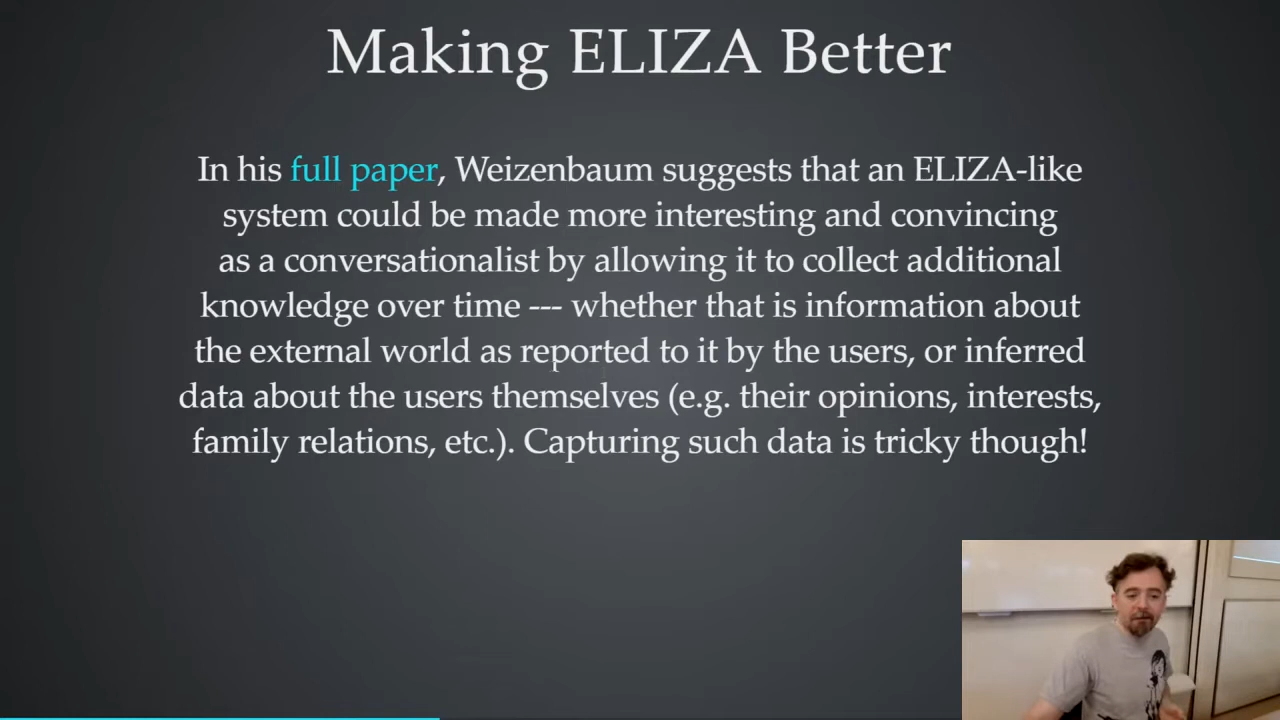 Making ELIZA Better
In his full paper, Weizenbaum suggests that an ELIZA-like
system could be made more interesting and convincing
as a conversationalist by allowing it to collect additional
knowledge over time --- whether that is information about
the external world as reported to it by the users, or inferred
data about the users themselves (e.g. their opinions, interests,
family relations, etc.). Capturing such data is tricky though!